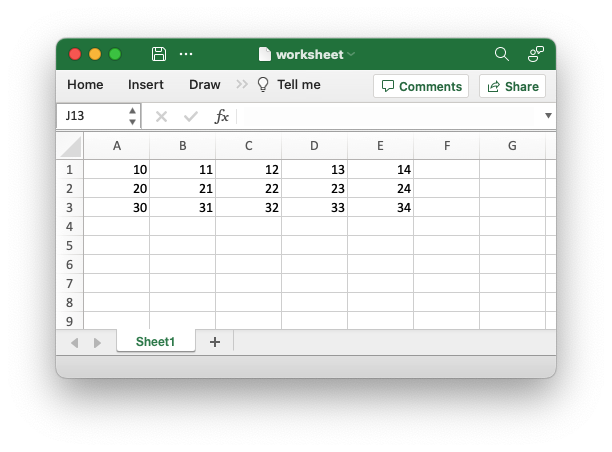 worksheet
Home Insert Draw Tell me Comments Share
J13 fx
A B C D E F G
1 10 11 12 13 14
2 20 21 22 23 24
3 30 31 32 33 34
4
5
6
7
8
9
Sheet1 +